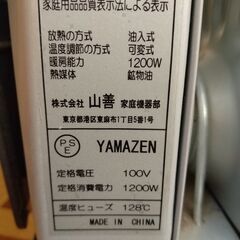 家庭用品品質表示法による表示
放熱の方式 油入式
温度調節の方式 可変式
暖房能力 1200W
熱媒体 鉱物油
株式会社 山善 家庭機器部
東京都港区東麻布1丁目5番1号
PSE YAMAZEN
定格電圧 100V
定格消費電力 1200W
温度ヒューズ 128℃
MADE IN CHINA